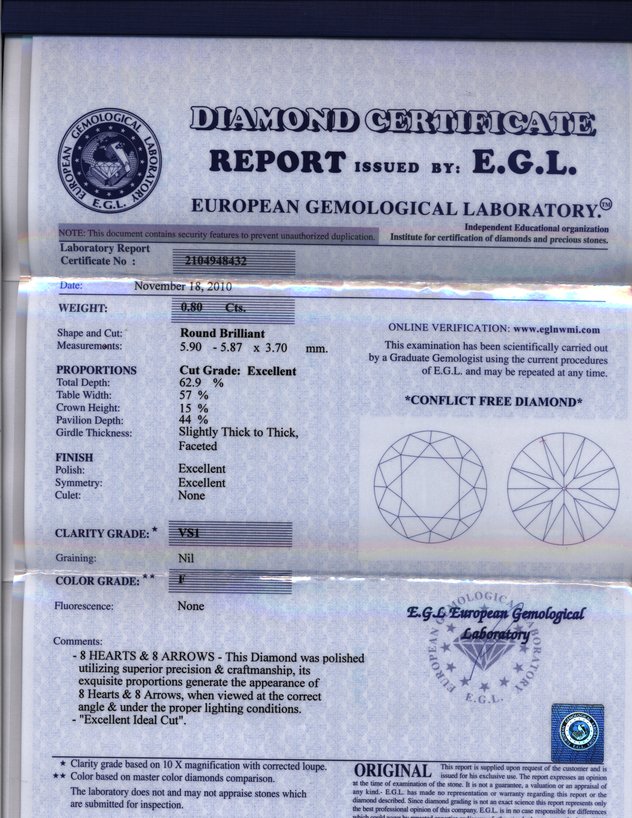 EUROPEAN GEMOLOGICAL LABORATORY
E.G.L.
DIAMOND CERTIFICATE
REPORT ISSUED BY: E.G.L.
EUROPEAN GEMOLOGICAL LABORATORY.™
NOTE: This document contains security features to prevent unauthorized duplication.
Independent Educational organization
Institute for certification of diamonds and precious stones.
Laboratory Report
Certificate No : 2104948432
Date: November 18, 2010
WEIGHT: 0.80 Cts.
Shape and Cut: Round Brilliant
Measurements: 5.90 - 5.87 x 3.70 mm.
ONLINE VERIFICATION: www.eglnwmi.com
This examination has been scientifically carried out
by a Graduate Gemologist using the current procedures
of E.G.L. and may be repeated at any time.
*CONFLICT FREE DIAMOND*
PROPORTIONS Cut Grade: Excellent
Total Depth: 62.9 %
Table Width: 57 %
Crown Height: 15 %
Pavilion Depth: 44 %
Girdle Thickness: Slightly Thick to Thick,
Faceted
FINISH
Polish: Excellent
Symmetry: Excellent
Culet: None
CLARITY GRADE: * VS1
Graining: Nil
COLOR GRADE: ** F
Fluorescence: None
E.G.L European Gemological
Laboratory
EUROPEAN GEMOLOGICAL LABORATORY
E.G.L.
Comments:
- 8 HEARTS & 8 ARROWS - This Diamond was polished
utilizing superior precision & craftmanship, its
exquisite proportions generate the appearance of
8 Hearts & 8 Arrows, when viewed at the correct
angle & under the proper lighting conditions.
- "Excellent Ideal Cut".
★ Clarity grade based on 10 X magnification with corrected loupe.
★★ Color based on master color diamonds comparison.
The laboratory does not and may not appraise stones which
are submitted for inspection.
ORIGINAL This report is supplied upon request of the customer and is
issued for his exclusive use. The report expresses an opinion
at the time of examination of the stone. It is not a guarantee, a valuation or an appraisal of
any kind.- E.G.L. has made no representation or warranty regarding this report or the
diamond described. Since diamond grading is not an exact science this report represents only
the best professional opinion of this company. E.G.L. is in no case responsible for differences